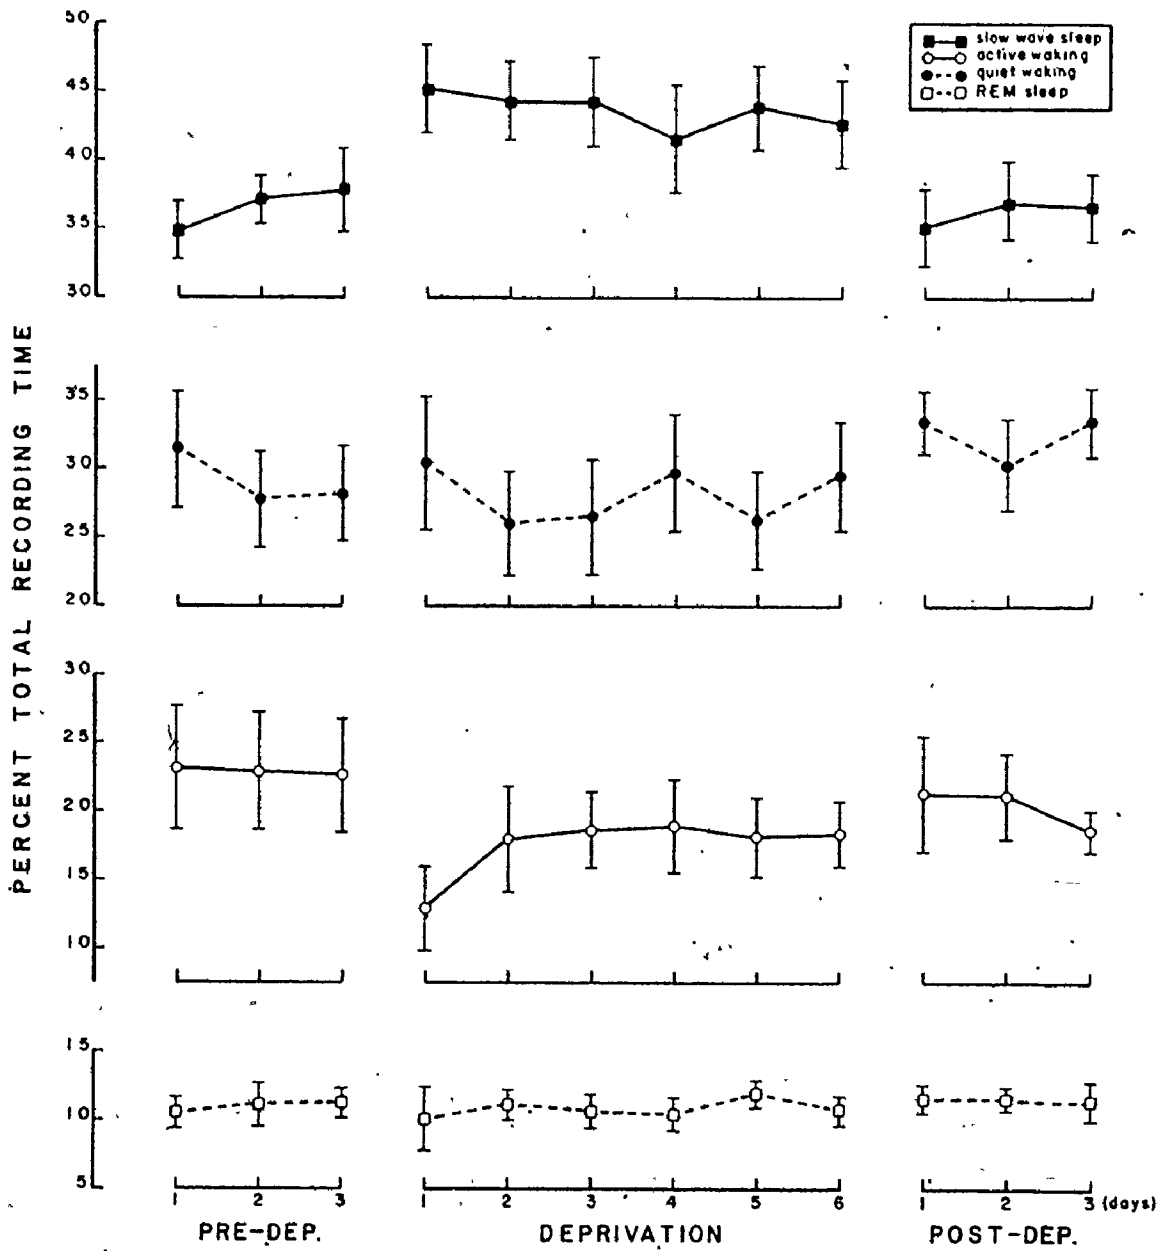 50
45
40
35
30
slow wave sleep
active waking
quiet waking
REM sleep
35
30
25
20
30
25
20
15
10
15
10
5
PERCENT TOTAL RECORDING TIME
1 2 3 1 2 3 4 5 6 1 2 3 (days)
PRE-DEP. DEPRIVATION POST-DEP.